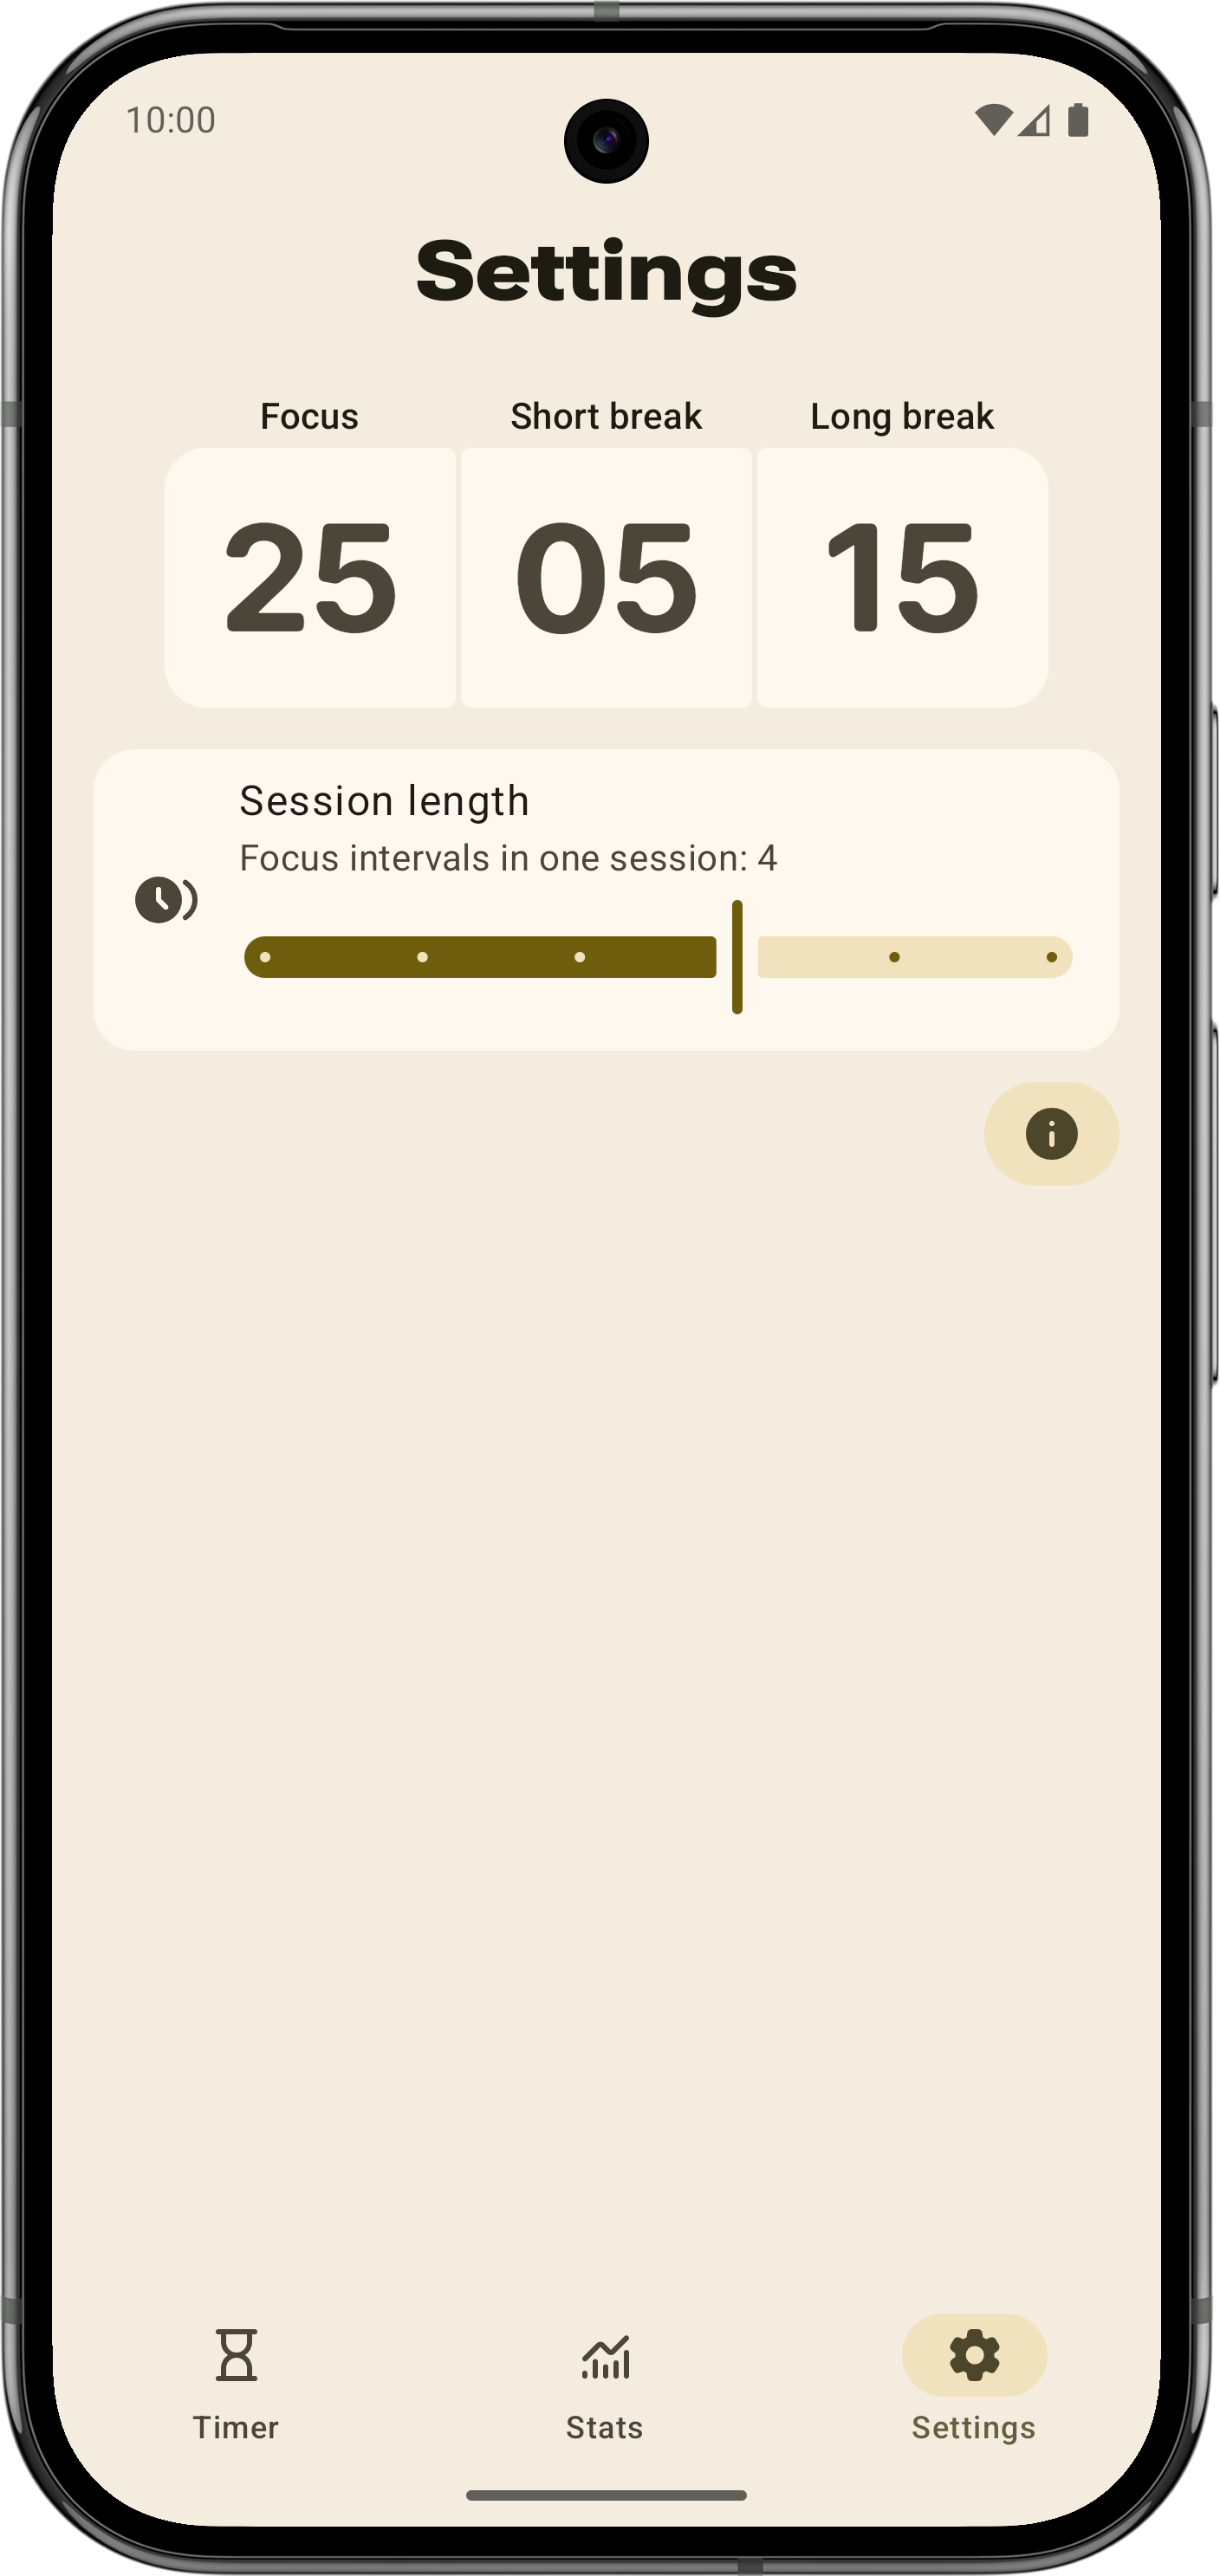 10:00
Settings
Focus Short break Long break
25 05 15
Session length
Focus intervals in one session: 4
Timer Stats Settings